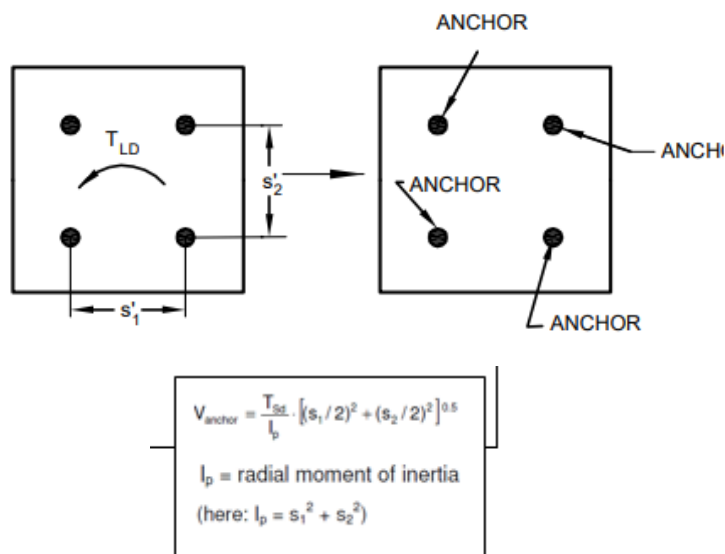 ANCHOR
T_LD
s'_2
ANCH
ANCHOR
s'_1
ANCHOR
V_anchor = T_Sd / I_p · [(s_1 / 2)^2 + (s_2 / 2)^2]^0.5
I_p = radial moment of inertia
(here: I_p = s_1^2 + s_2^2)